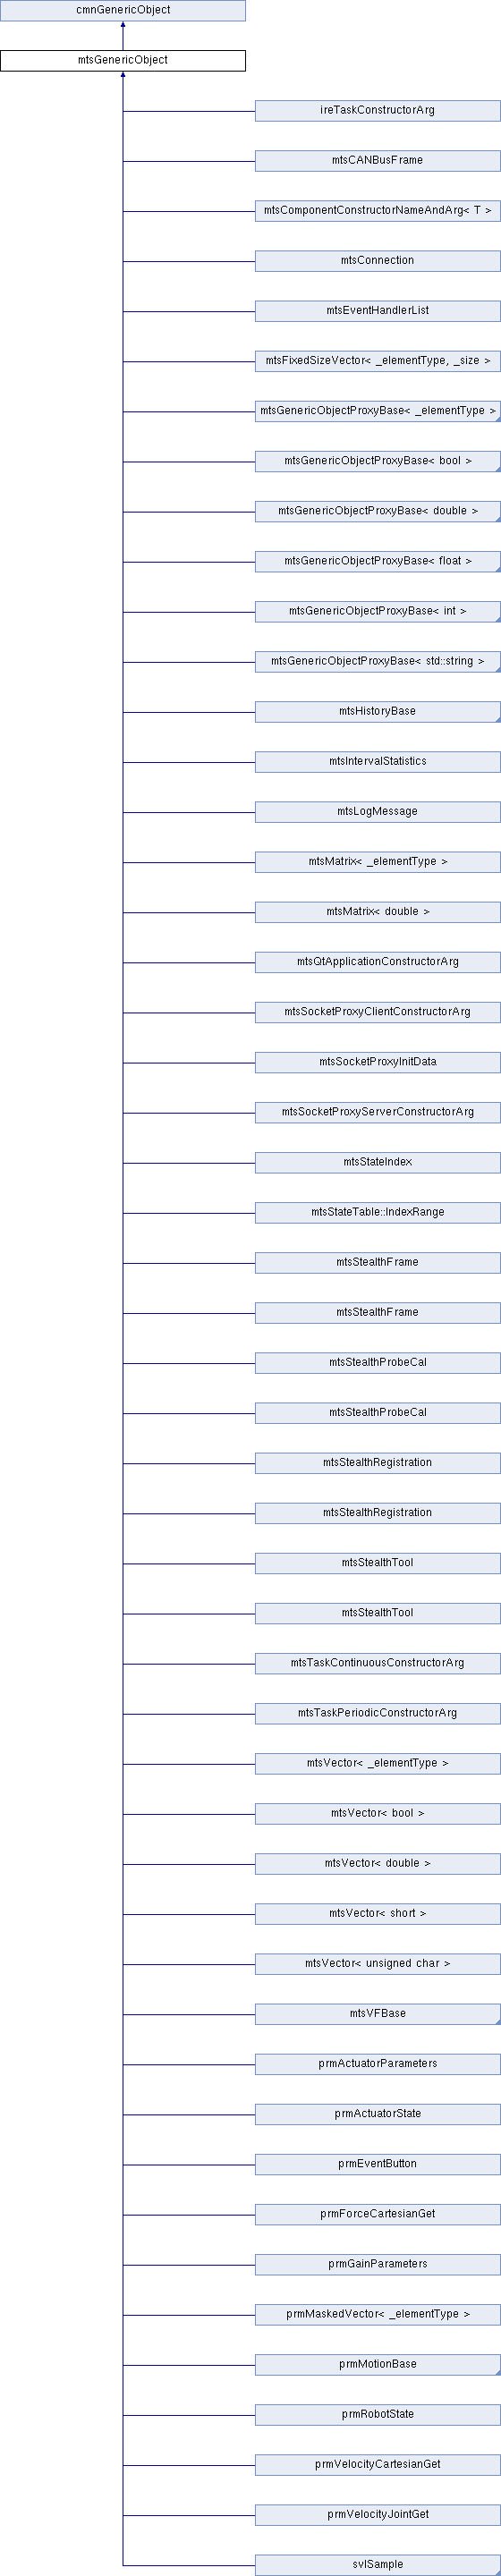 cmnGenericObject
mtsGenericObject
ireTaskConstructorArg
mtsCANBusFrame
mtsComponentConstructorNameAndArg< T >
mtsConnection
mtsEventHandlerList
mtsFixedSizeVector< _elementType, _size >
mtsGenericObjectProxyBase< _elementType >
mtsGenericObjectProxyBase< bool >
mtsGenericObjectProxyBase< double >
mtsGenericObjectProxyBase< float >
mtsGenericObjectProxyBase< int >
mtsGenericObjectProxyBase< std::string >
mtsHistoryBase
mtsIntervalStatistics
mtsLogMessage
mtsMatrix< _elementType >
mtsMatrix< double >
mtsQtApplicationConstructorArg
mtsSocketProxyClientConstructorArg
mtsSocketProxyInitData
mtsSocketProxyServerConstructorArg
mtsStateIndex
mtsStateTable::IndexRange
mtsStealthFrame
mtsStealthFrame
mtsStealthProbeCal
mtsStealthProbeCal
mtsStealthRegistration
mtsStealthRegistration
mtsStealthTool
mtsStealthTool
mtsTaskContinuousConstructorArg
mtsTaskPeriodicConstructorArg
mtsVector< _elementType >
mtsVector< bool >
mtsVector< double >
mtsVector< short >
mtsVector< unsigned char >
mtsVFBase
prmActuatorParameters
prmActuatorState
prmEventButton
prmForceCartesianGet
prmGainParameters
prmMaskedVector< _elementType >
prmMotionBase
prmRobotState
prmVelocityCartesianGet
prmVelocityJointGet
svlSample